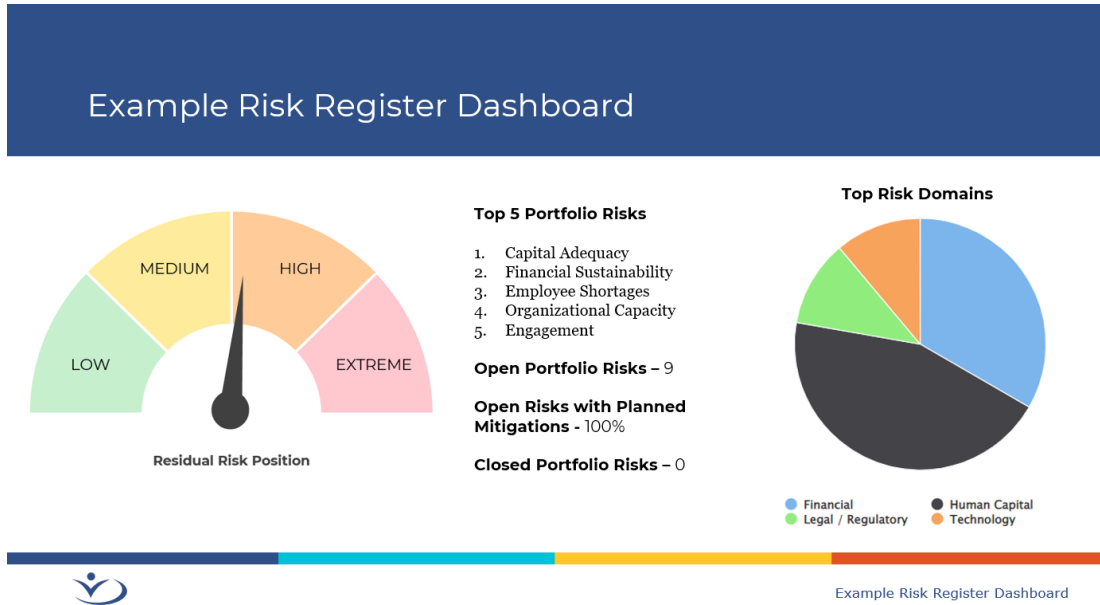 Example Risk Register Dashboard
LOW
MEDIUM
HIGH
EXTREME
Residual Risk Position
Top 5 Portfolio Risks
1. Capital Adequacy
2. Financial Sustainability
3. Employee Shortages
4. Organizational Capacity
5. Engagement
Open Portfolio Risks – 9
Open Risks with Planned
Mitigations - 100%
Closed Portfolio Risks – 0
Top Risk Domains
Financial
Human Capital
Legal / Regulatory
Technology
Example Risk Register Dashboard